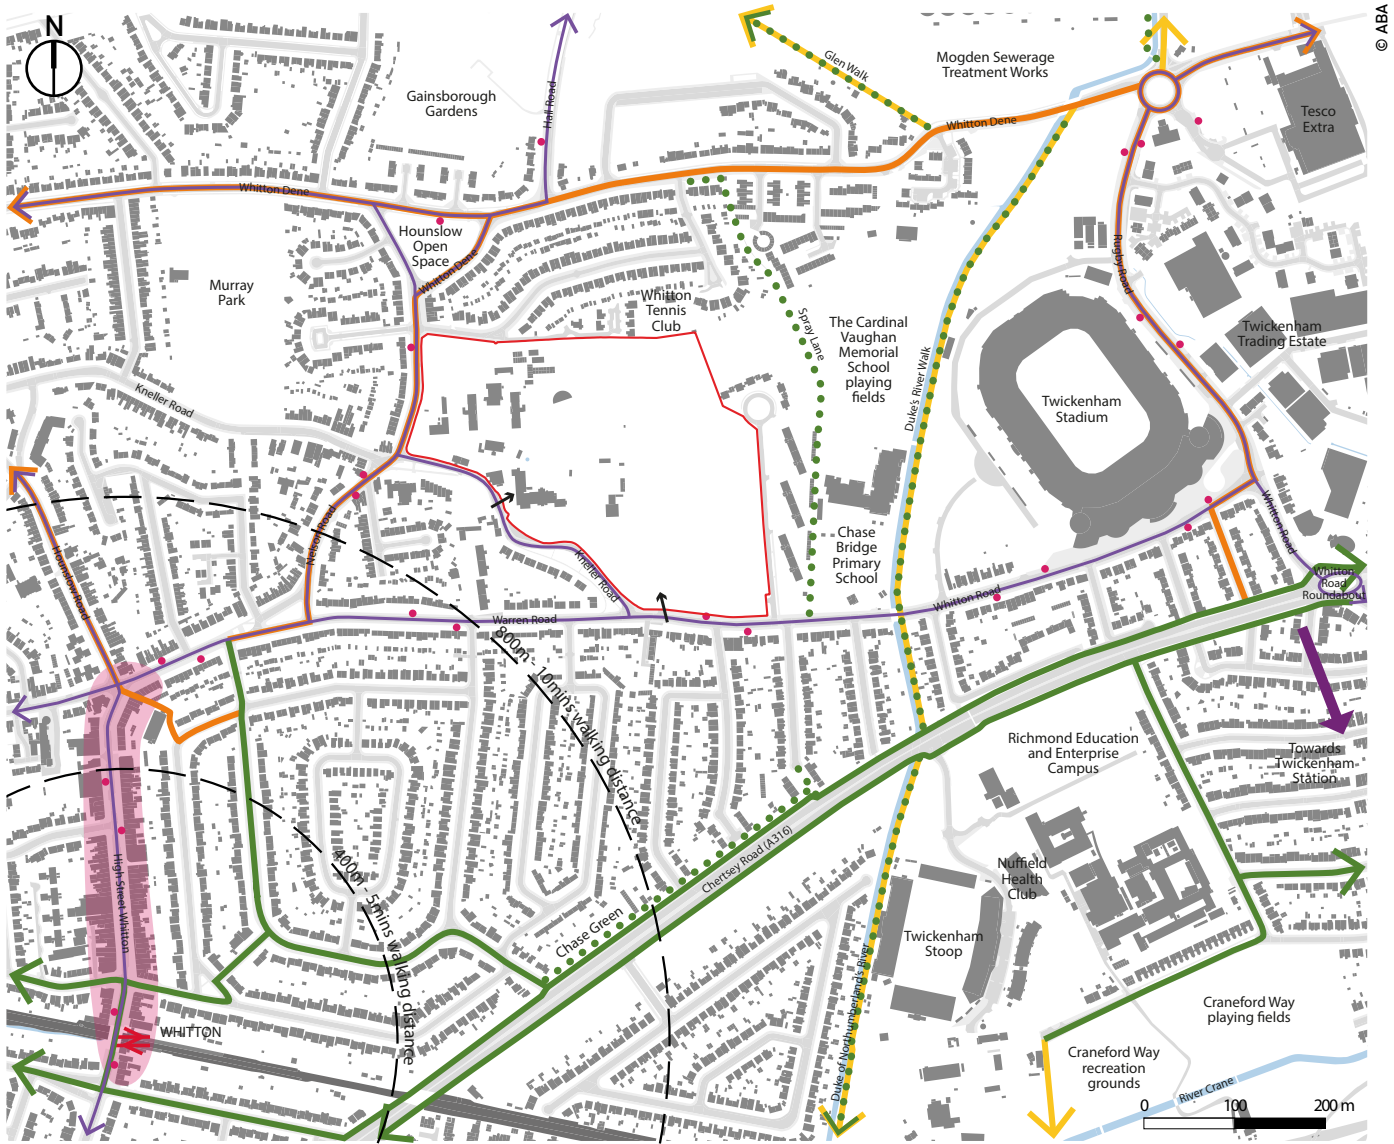 © ABA
N
Glen Walk
Mogden Sewerage
Treatment Works
Gainsborough
Gardens
Hall Road
Tesco
Extra
Whitton Dene
Whitton Dene
Hounslow
Open
Space
Whitton Dene
Rugby Road
Murray
Park
Whitton
Tennis
Club
Spray Lane
The Cardinal
Vaughan
Memorial
School
playing
fields
Duke's River Walk
Twickenham
Trading Estate
Twickenham
Stadium
Kneller Road
Nelson Road
Hounslow Road
Kneller Road
Chase
Bridge
Primary
School
Whitton Road
Whitton
Road
Roundabout
Whitton Road
Warren Road
800m - 10mins walking distance
Richmond Education
and Enterprise
Campus
Towards
Twickenham
Station
Chertsey Road (A316)
400m - 5mins walking distance
High Street Whitton
Nuffield
Health
Club
Chase Green
Twickenham
Stoop
Duke of Northumberland's River
Craneford Way
playing fields
WHITTON
Craneford Way
recreation
grounds
River Crane
0 100 200 m